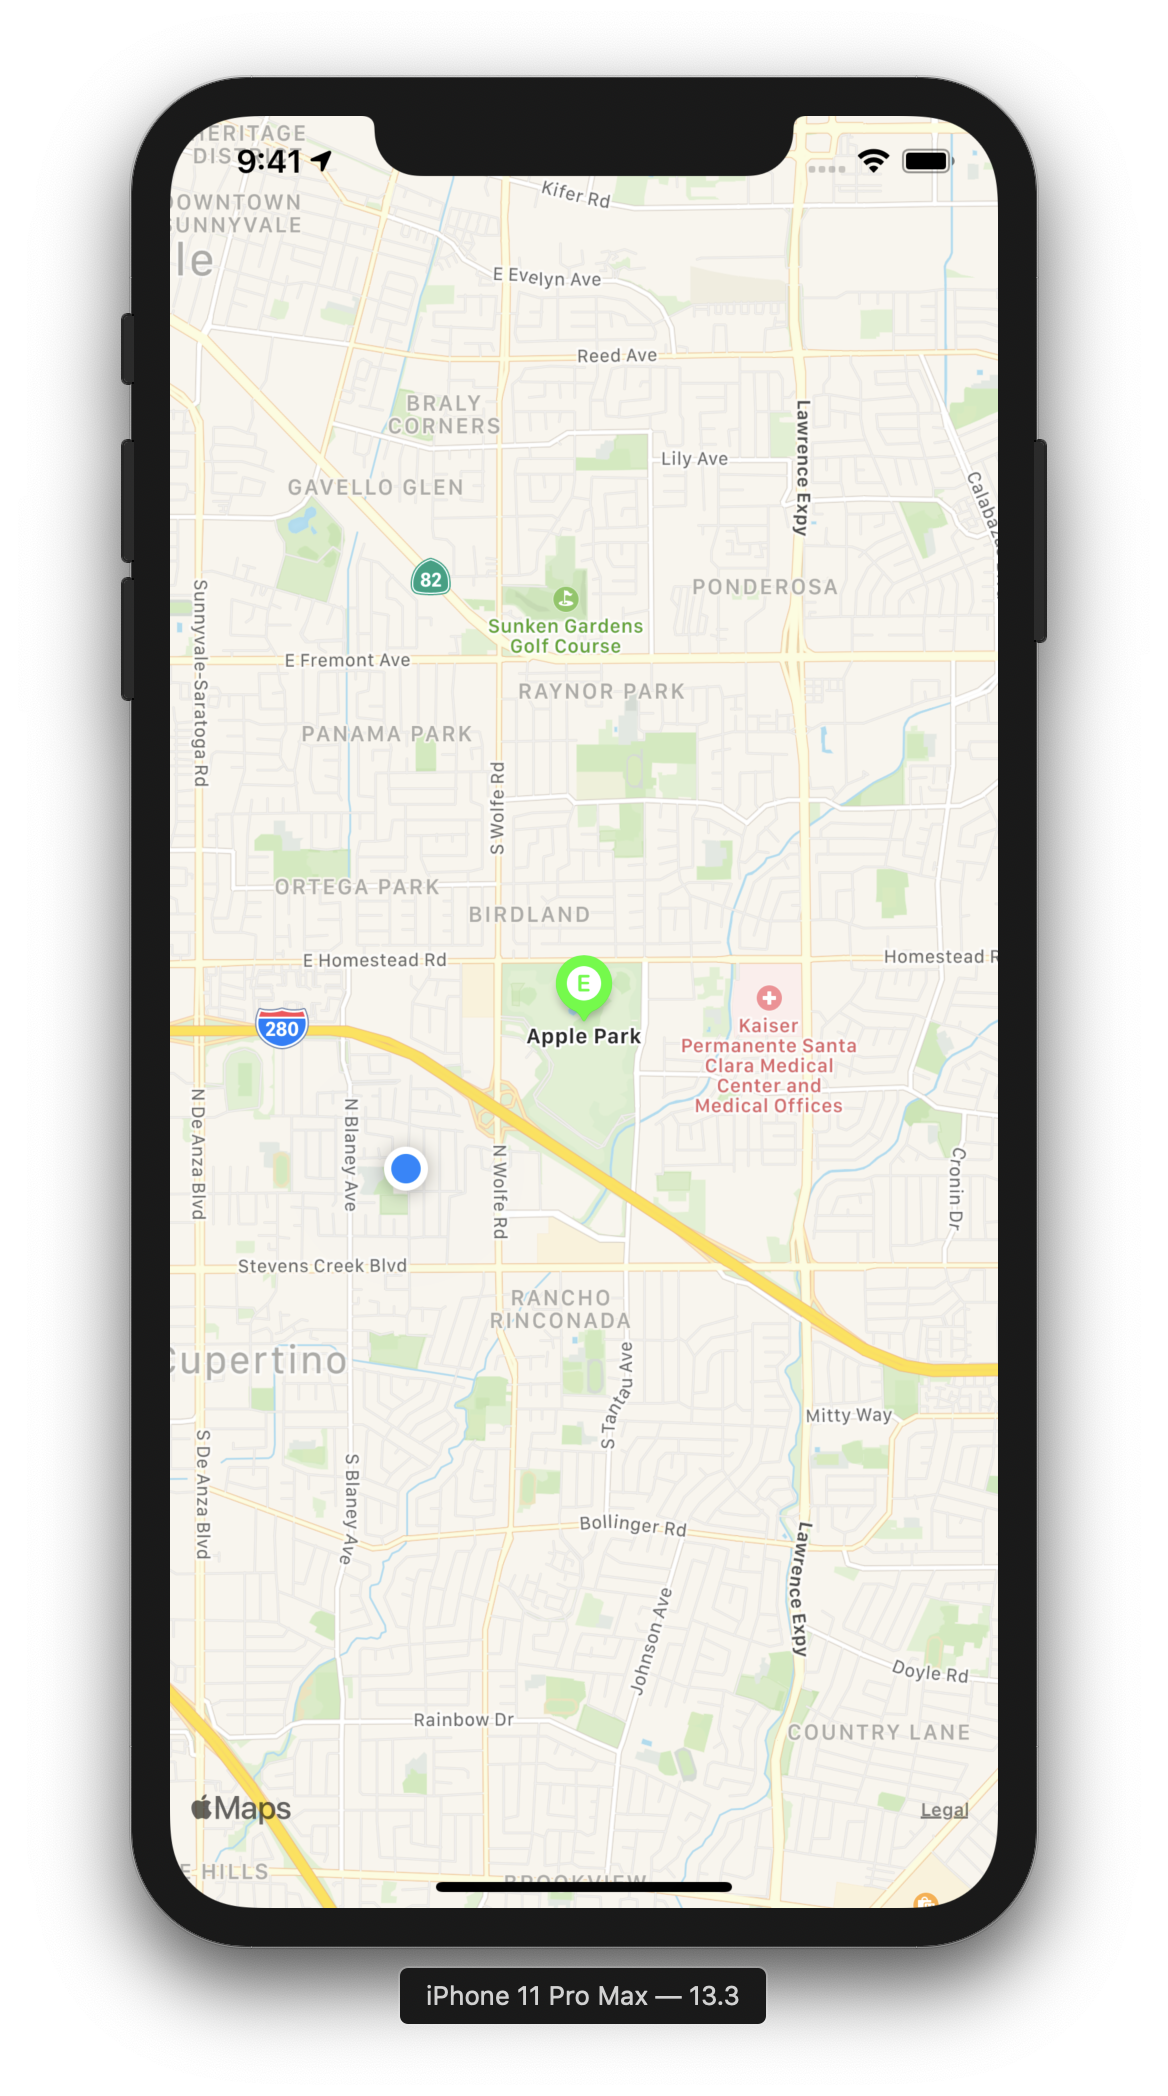 HERITAGE
DISTRICT
9:41
DOWNTOWN
SUNNYVALE
le
Kifer Rd
E Evelyn Ave
Reed Ave
BRALY
CORNERS
Lawrence Expy
Lily Ave
GAVELLO GLEN
82
PONDEROSA
Sunnyvale-Saratoga Rd
Sunken Gardens
Golf Course
E Fremont Ave
RAYNOR PARK
PANAMA PARK
S Wolfe Rd
ORTEGA PARK
BIRDLAND
E Homestead Rd
Homestead R
E
Apple Park
280
Kaiser
Permanente Santa
Clara Medical
Center and
Medical Offices
N De Anza Blvd
N Blaney Ave
N Wolfe Rd
Cronin Dr
Stevens Creek Blvd
RANCHO
RINCONADA
Cupertino
S Tantau Ave
Mitty Way
S De Anza Blvd
S Blaney Ave
Bollinger Rd
Lawrence Expy
Johnson Ave
Doyle Rd
Rainbow Dr
COUNTRY LANE
Maps
Legal
E HILLS
BROOKVIEW
iPhone 11 Pro Max — 13.3